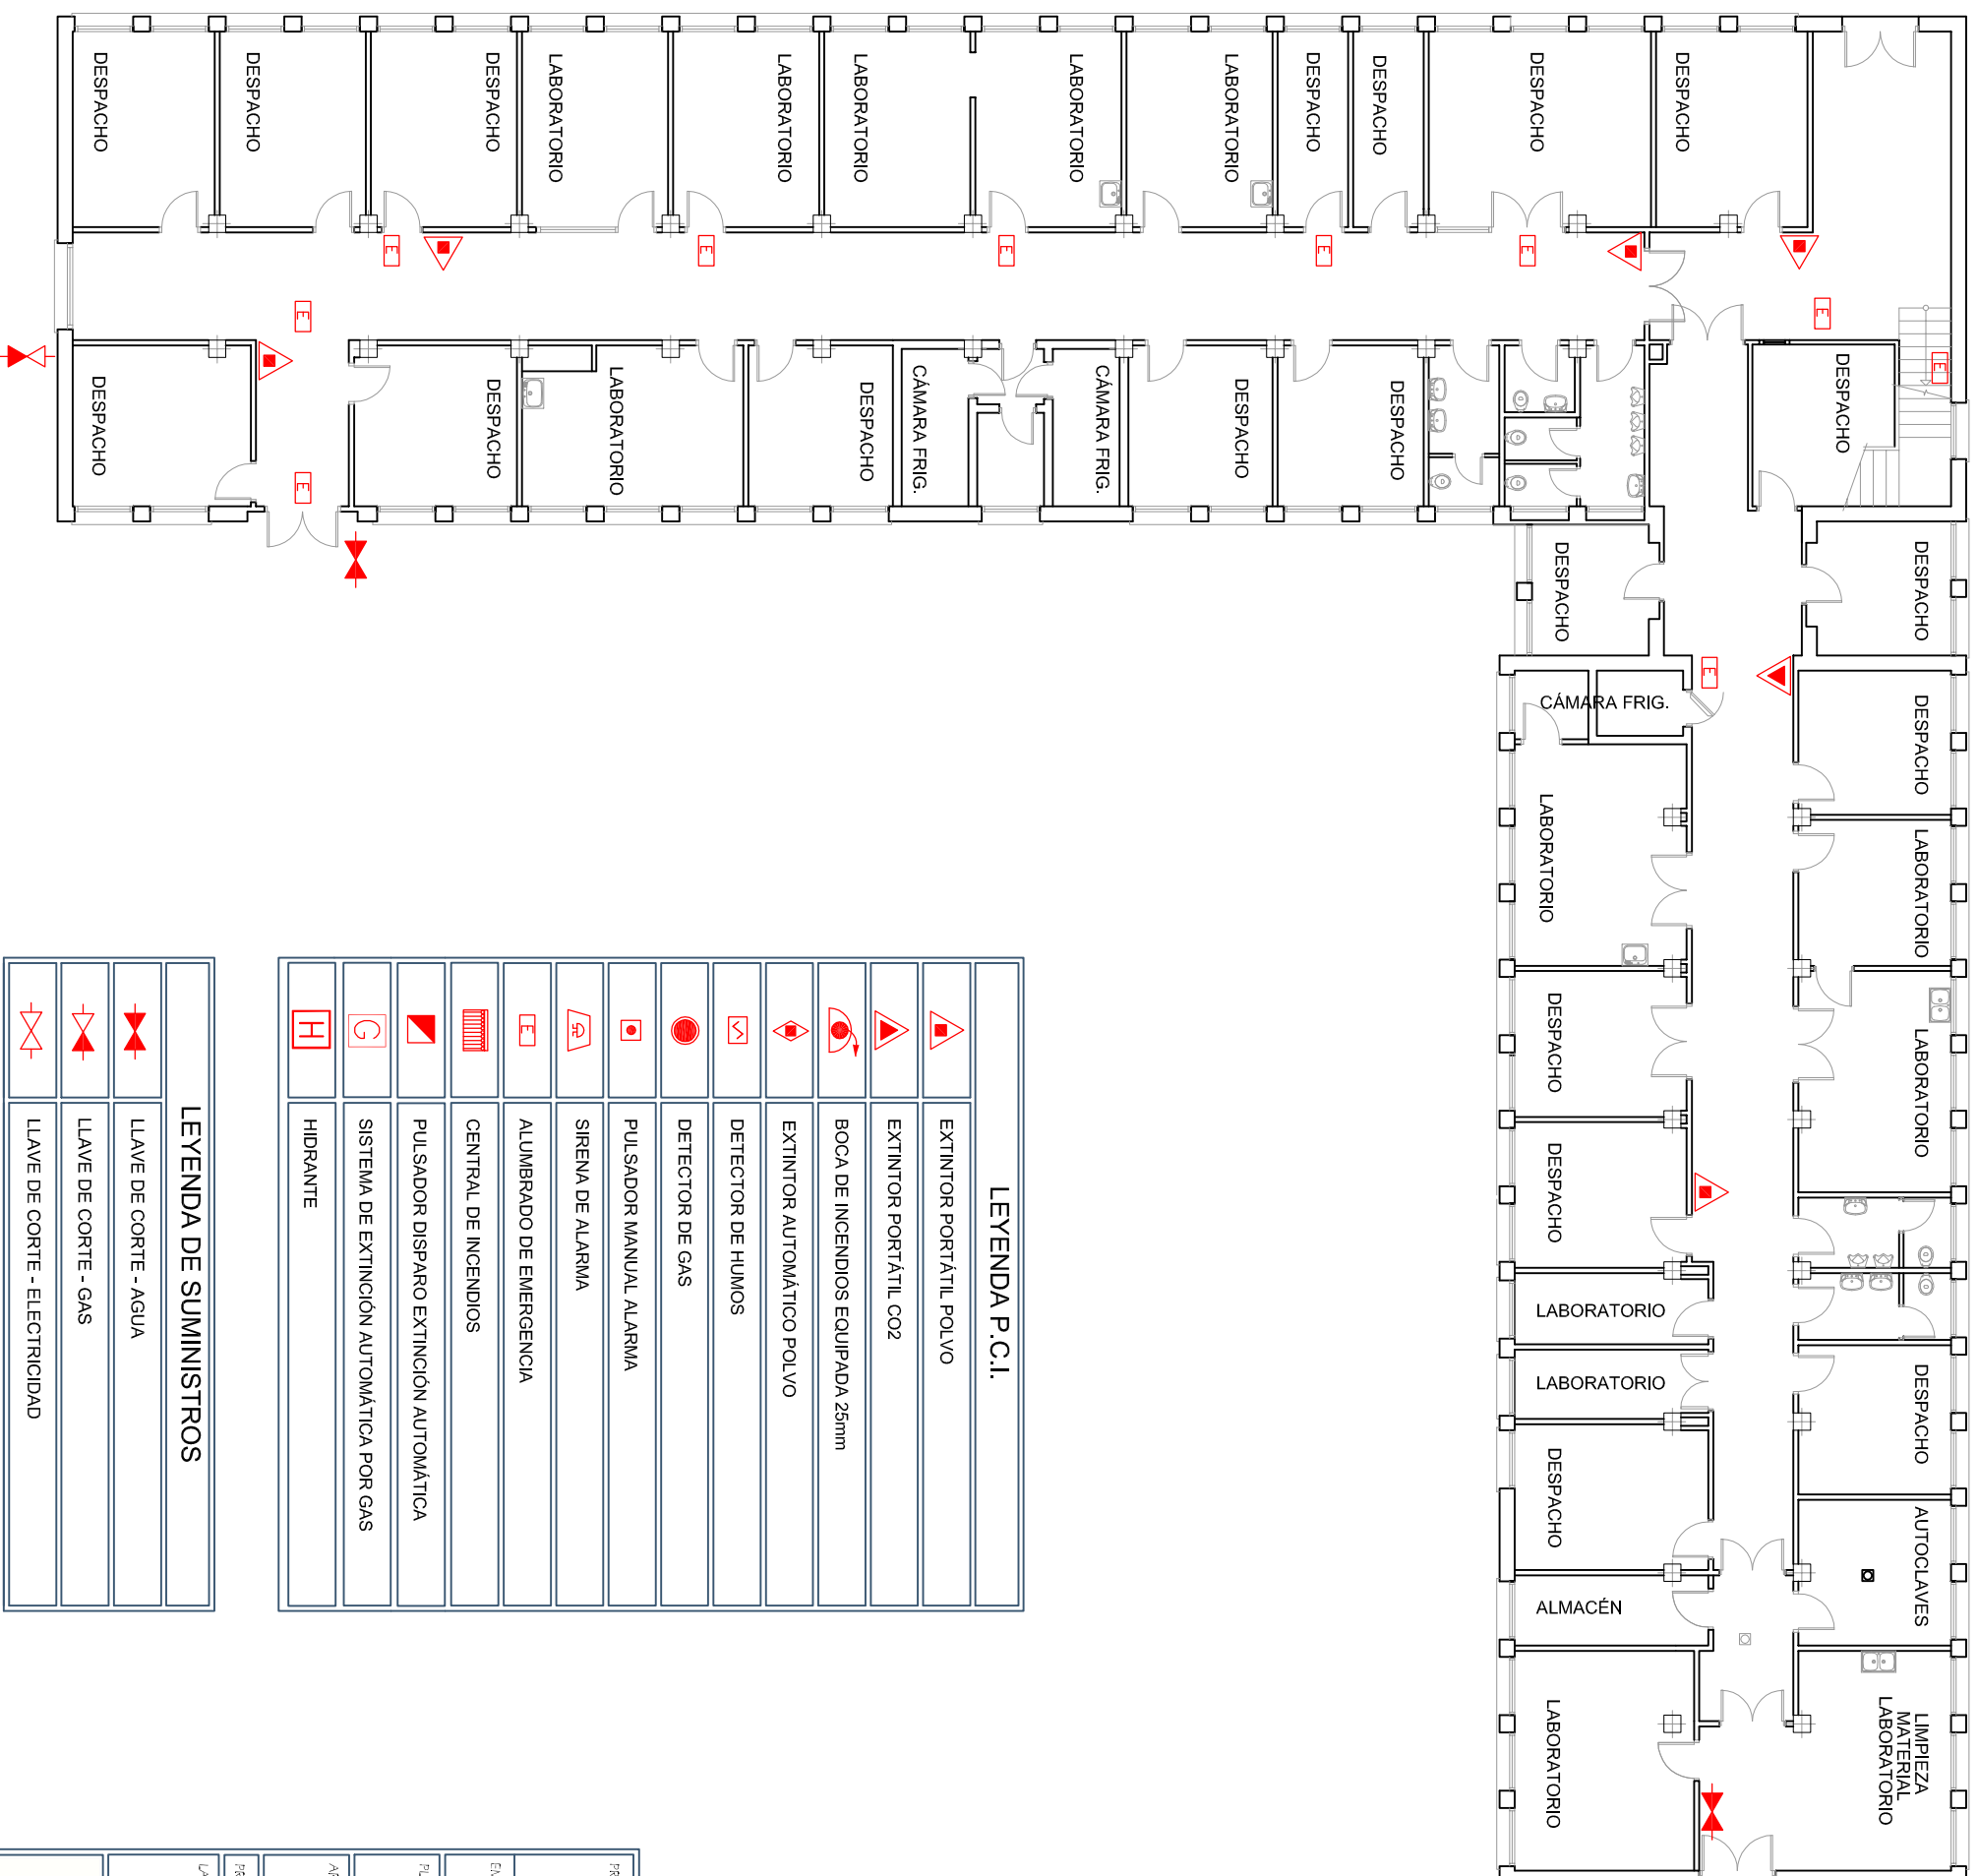 DESPACHO
DESPACHO
DESPACHO
LABORATORIO
LABORATORIO
LABORATORIO
LABORATORIO
LABORATORIO
DESPACHO
DESPACHO
DESPACHO
DESPACHO
E
E
E
E
E
E
E
E
DESPACHO
E
DESPACHO
LABORATORIO
DESPACHO
CÁMARA FRIG.
CÁMARA FRIG.
DESPACHO
DESPACHO
DESPACHO
DESPACHO
DESPACHO
E
CÁMARA FRIG.
DESPACHO
LABORATORIO
LABORATORIO
DESPACHO
LABORATORIO
DESPACHO
LABORATORIO
LABORATORIO
DESPACHO
DESPACHO
AUTOCLAVES
ALMACÉN
LABORATORIO
LIMPIEZA
MATERIAL
LABORATORIO
LEYENDA P.C.I.
EXTINTOR PORTÁTIL POLVO
EXTINTOR PORTÁTIL CO2
BOCA DE INCENDIOS EQUIPADA 25mm
EXTINTOR AUTOMÁTICO POLVO
DETECTOR DE HUMOS
DETECTOR DE GAS
PULSADOR MANUAL ALARMA
SIRENA DE ALARMA
E ALUMBRADO DE EMERGENCIA
CENTRAL DE INCENDIOS
PULSADOR DISPARO EXTINCIÓN AUTOMÁTICA
G SISTEMA DE EXTINCIÓN AUTOMÁTICA POR GAS
H HIDRANTE
LEYENDA DE SUMINISTROS
LLAVE DE CORTE - AGUA
LLAVE DE CORTE - GAS
LLAVE DE CORTE - ELECTRICIDAD